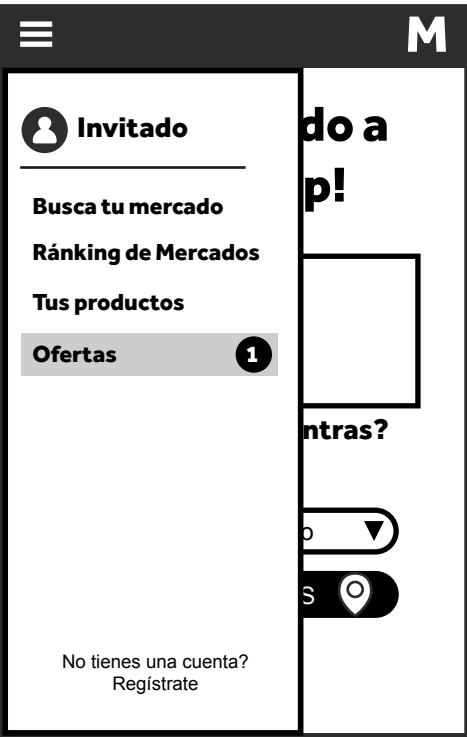 M
Invitado
Busca tu mercado
Ránking de Mercados
Tus productos
Ofertas 1
No tienes una cuenta?
Regístrate
do a
p!
ntras?
o
S